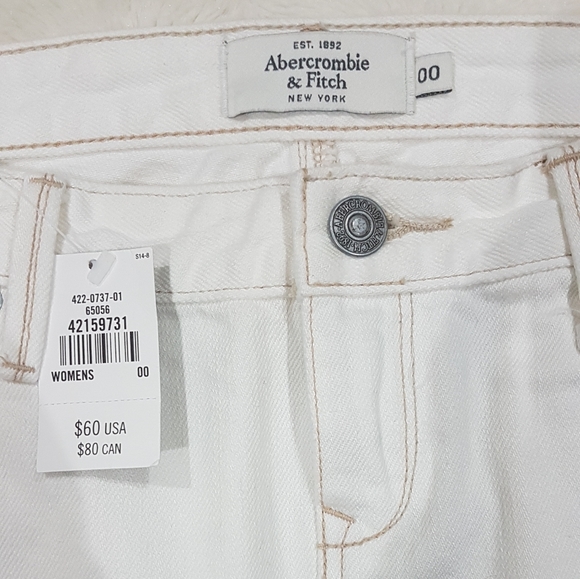 EST. 1892
Abercrombie
& Fitch
NEW YORK
00
S14-8
422-0737-01
65056
42159731
WOMENS 00
$60 USA
$80 CAN